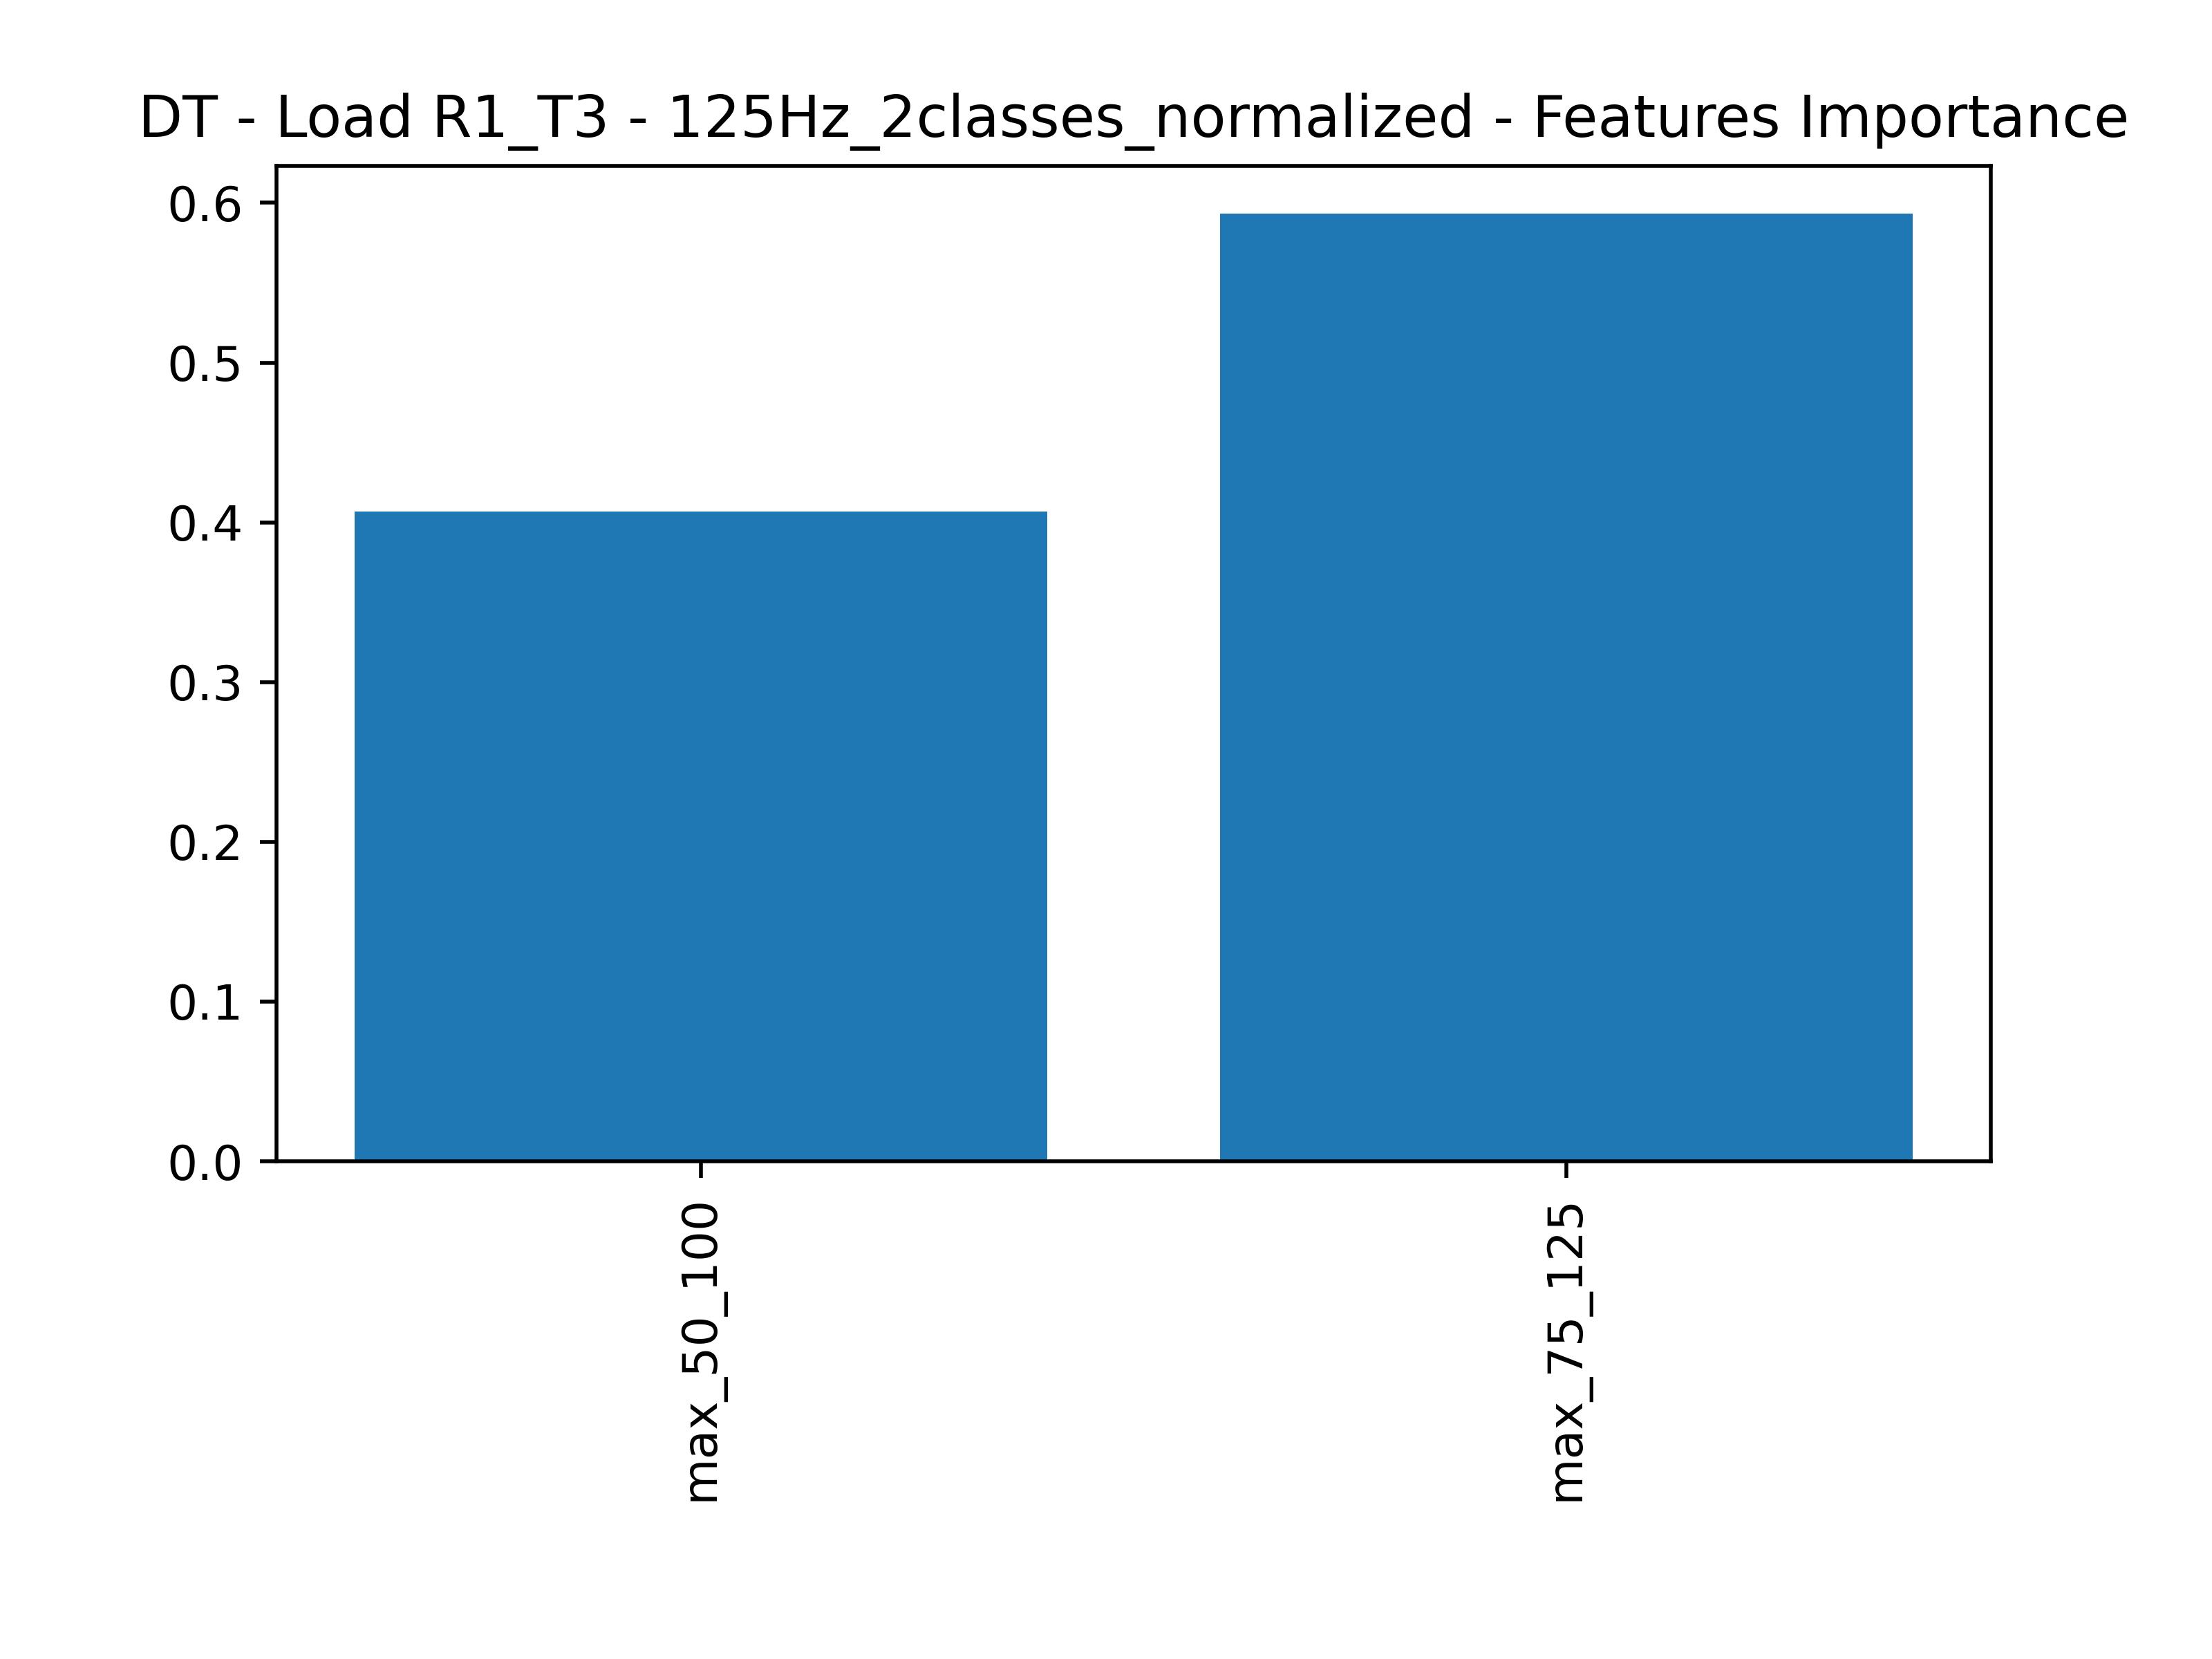 DT - Load R1_T3 - 125Hz_2classes_normalized - Features Importance
0.6
0.5
0.4
0.3
0.2
0.1
0.0
max_50_100
max_75_125